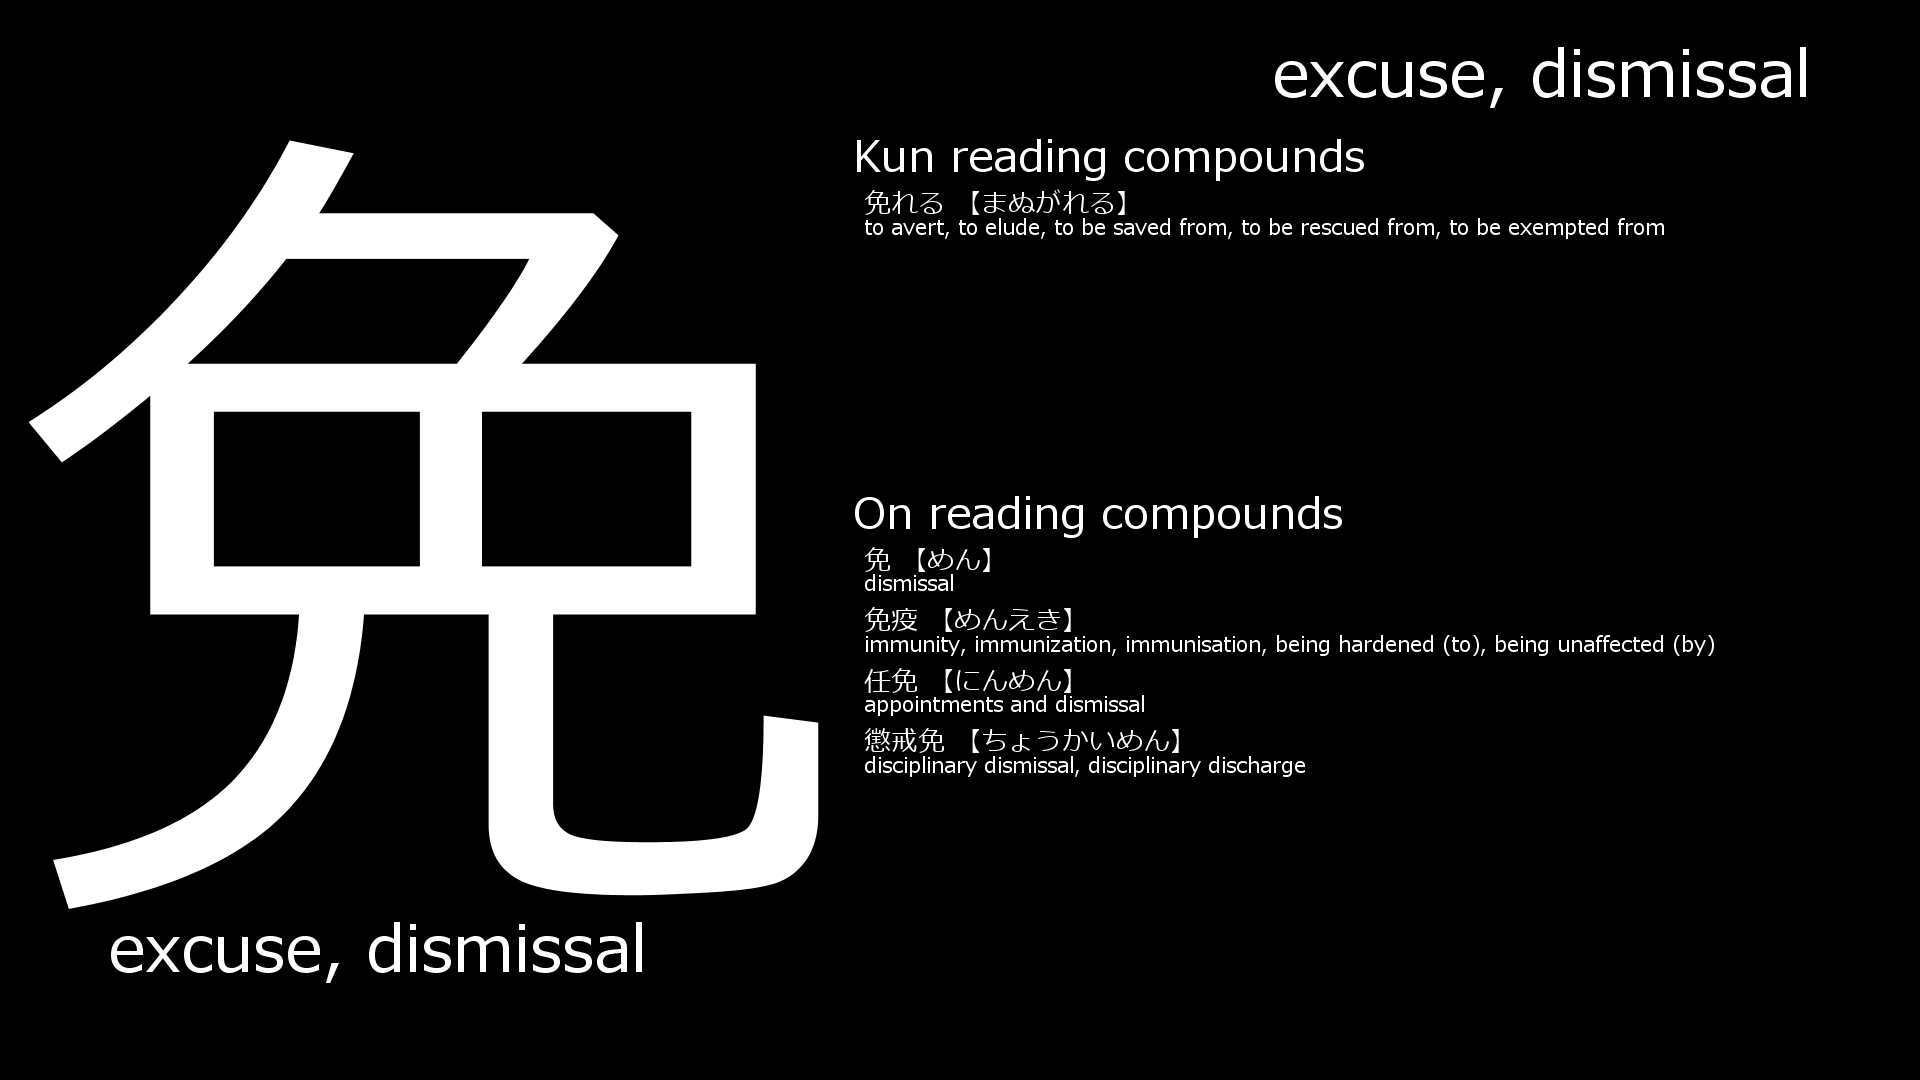 excuse, dismissal
免
excuse, dismissal
Kun reading compounds
免れる 【まぬがれる】
to avert, to elude, to be saved from, to be rescued from, to be exempted from
On reading compounds
免 【めん】
dismissal
免疫 【めんえき】
immunity, immunization, immunisation, being hardened (to), being unaffected (by)
任免 【にんめん】
appointments and dismissal
懲戒免 【ちょうかいめん】
disciplinary dismissal, disciplinary discharge